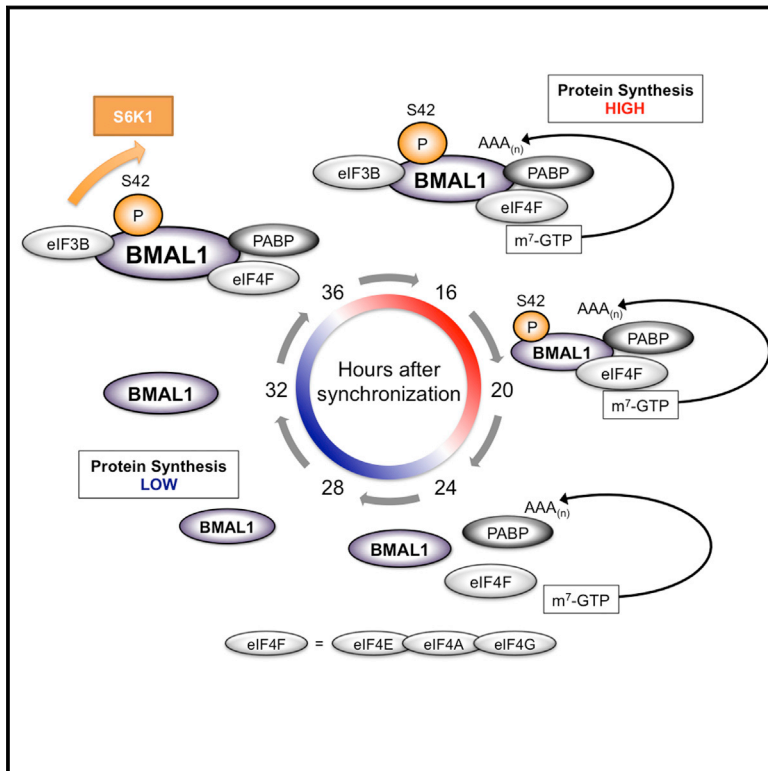 S6K1
S42
P
eIF3B
BMAL1
PABP
eIF4F
S42
P
AAA(n)
eIF3B
BMAL1
PABP
eIF4F
m⁷-GTP
Protein Synthesis
HIGH
36
16
32
20
28
24
Hours after
synchronization
S42
P
AAA(n)
BMAL1
PABP
eIF4F
m⁷-GTP
BMAL1
Protein Synthesis
LOW
BMAL1
BMAL1
AAA(n)
PABP
eIF4F
m⁷-GTP
eIF4F = eIF4E eIF4A eIF4G